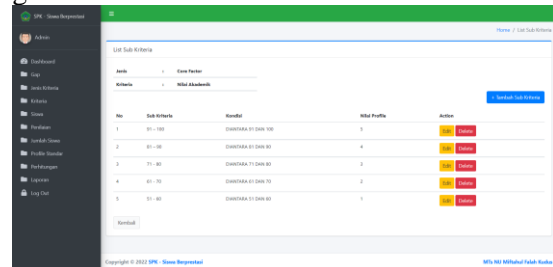 SPK - Siswa Berprestasi
Home / List Sub Kriteria
Admin
List Sub Kriteria
Dashboard
Gap
Jenis Kriteria
Kriteria
Siswa
Penilaian
Jumlah Siswa
Profile Standar
Perhitungan
Laporan
Log Out
Jenis : Core Factor
Kriteria : Nilai Akademik
+ Tambah Sub Kriteria
No Sub Kriteria Kondisi Nilai Profile Action
1 91 - 100 DIANTARA 91 DAN 100 5 Edit Delete
2 81 - 90 DIANTARA 81 DAN 90 4 Edit Delete
3 71 - 80 DIANTARA 71 DAN 80 3 Edit Delete
4 61 - 70 DIANTARA 61 DAN 70 2 Edit Delete
5 51 - 60 DIANTARA 51 DAN 60 1 Edit Delete
Kembali
Copyright © 2022 SPK - Siswa Berprestasi
MTs NU Miftahul Falah Kudus